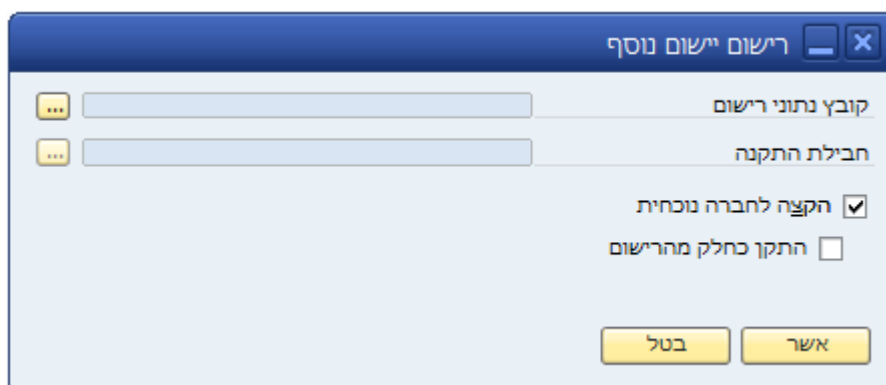 רישום יישום נוסף
קובץ נתוני רישום
...
חבילת התקנה
...
הקצה לחברה נוכחית
התקן כחלק מהרישום
אשר
בטל